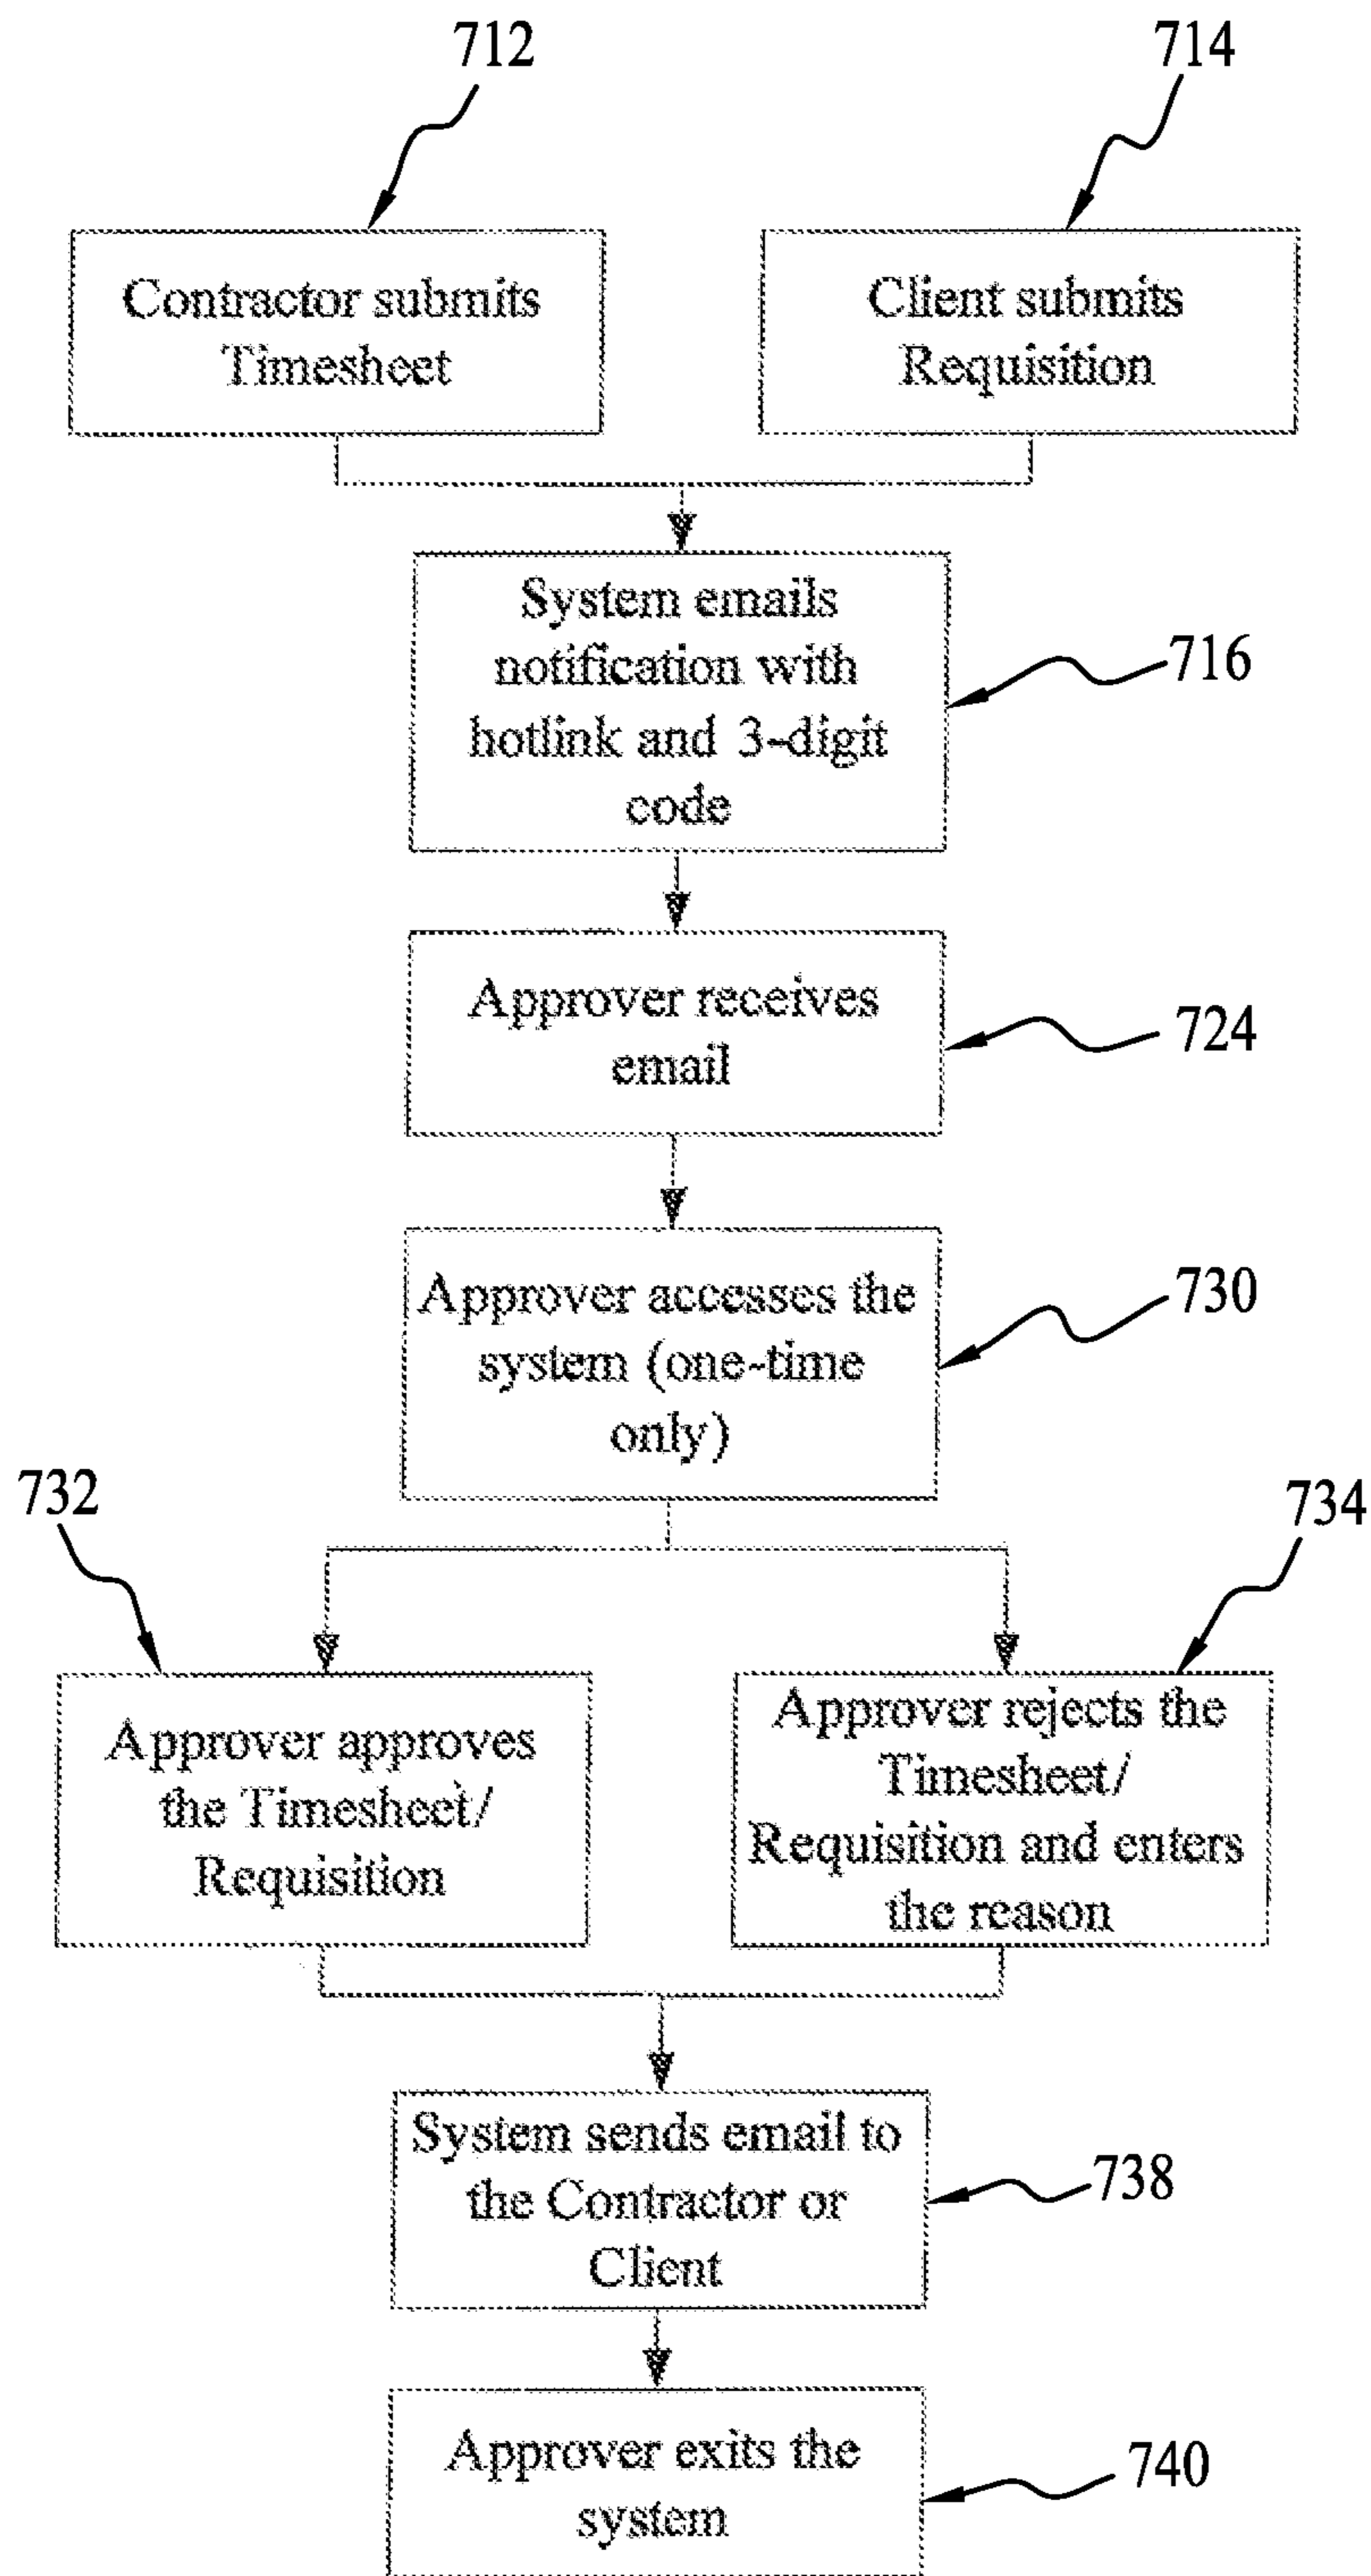 712
714
Contractor submits
Timesheet
Client submits
Requisition
System emails
notification with
hotlink and 3-digit
code
716
Approver receives
email
724
Approver accesses the
system (one-time
only)
730
732
734
Approver approves
the Timesheet/
Requisition
Approver rejects the
Timesheet/
Requisition and enters
the reason
System sends email to
the Contractor or
Client
738
Approver exits the
system
740